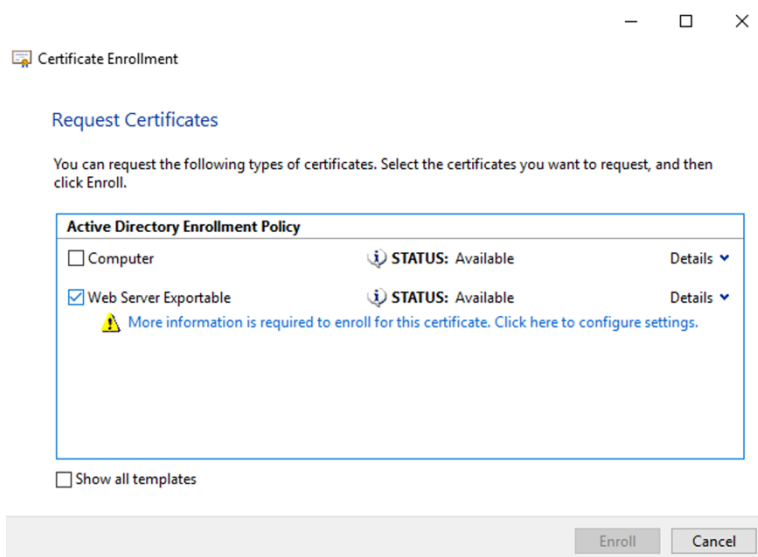 Certificate Enrollment
Request Certificates
You can request the following types of certificates. Select the certificates you want to request, and then
click Enroll.
Active Directory Enrollment Policy
Computer STATUS: Available Details
Web Server Exportable STATUS: Available Details
More information is required to enroll for this certificate. Click here to configure settings.
Show all templates
Enroll Cancel